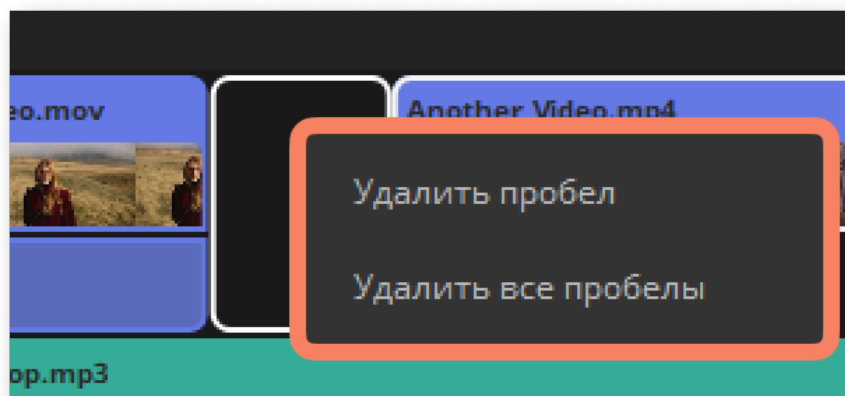 eo.mov
Another Video.mp4
Удалить пробел
Удалить все пробелы
op.mp3